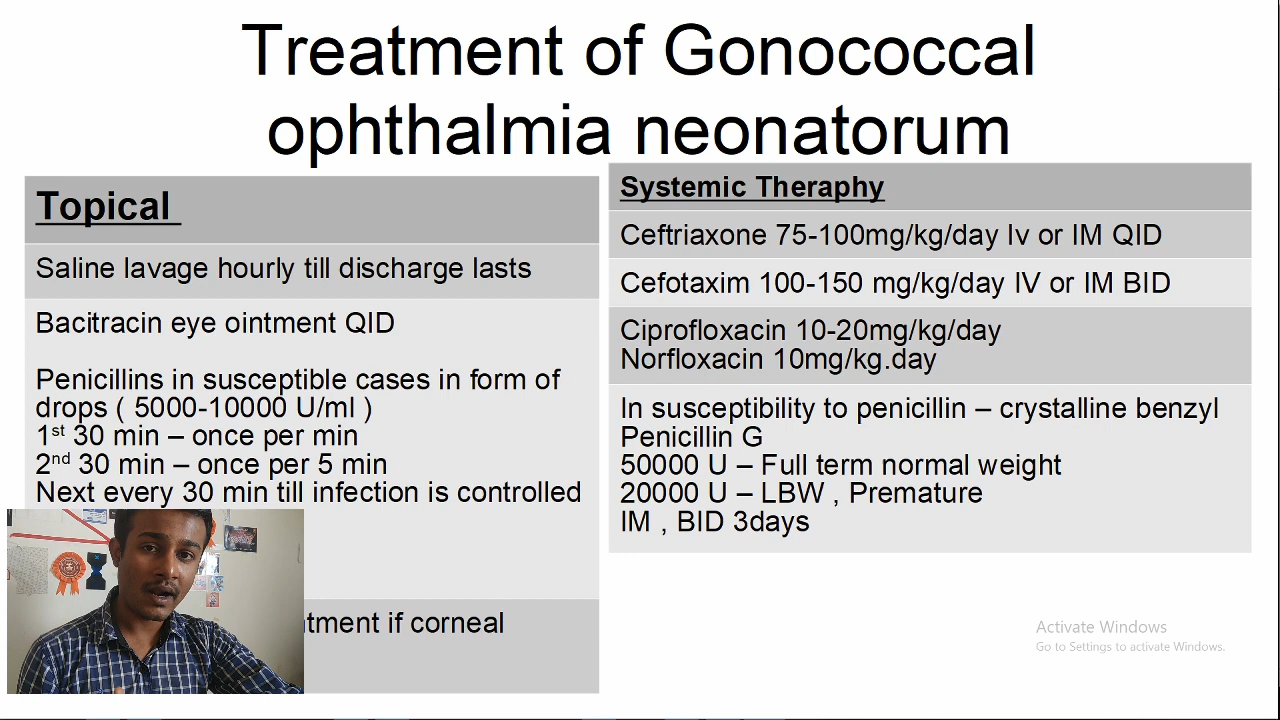 Treatment of Gonococcal
ophthalmia neonatorum
Topical
Saline lavage hourly till discharge lasts
Bacitracin eye ointment QID
Penicillins in susceptible cases in form of
drops ( 5000-10000 U/ml )
1st 30 min – once per min
2nd 30 min – once per 5 min
Next every 30 min till infection is controlled
if corneal
Systemic Theraphy
Ceftriaxone 75-100mg/kg/day Iv or IM QID
Cefotaxim 100-150 mg/kg/day IV or IM BID
Ciprofloxacin 10-20mg/kg/day
Norfloxacin 10mg/kg.day
In susceptibility to penicillin – crystalline benzyl
Penicillin G
50000 U – Full term normal weight
20000 U – LBW , Premature
IM , BID 3days
Activate Windows
Go to Settings to activate Windows.